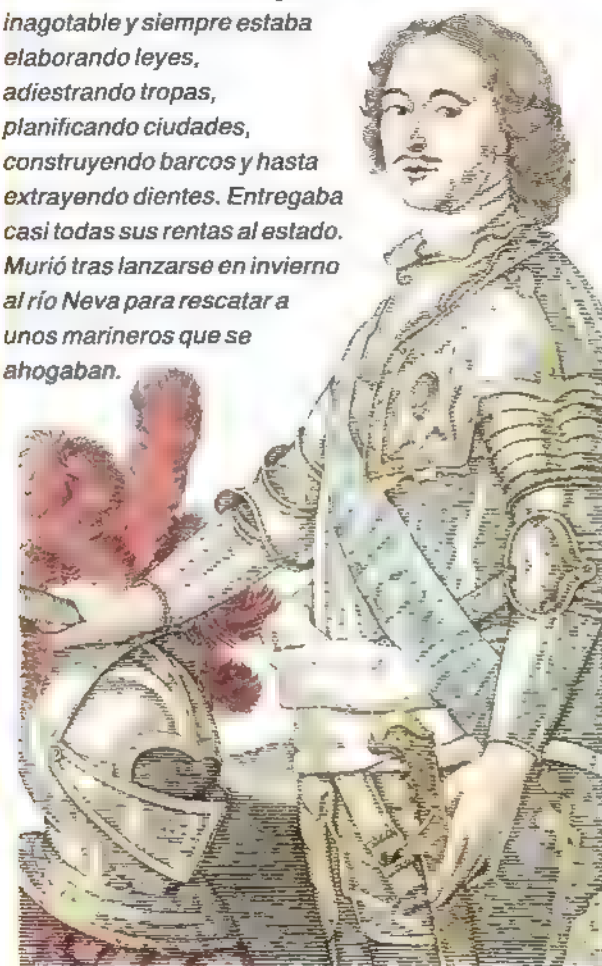 inagotable y siempre estaba
elaborando leyes,
adiestrando tropas,
planificando ciudades,
construyendo barcos y hasta
extrayendo dientes. Entregaba
casi todas sus rentas al estado.
Murió tras lanzarse en invierno
al río Neva para rescatar a
unos marineros que se
ahogaban.